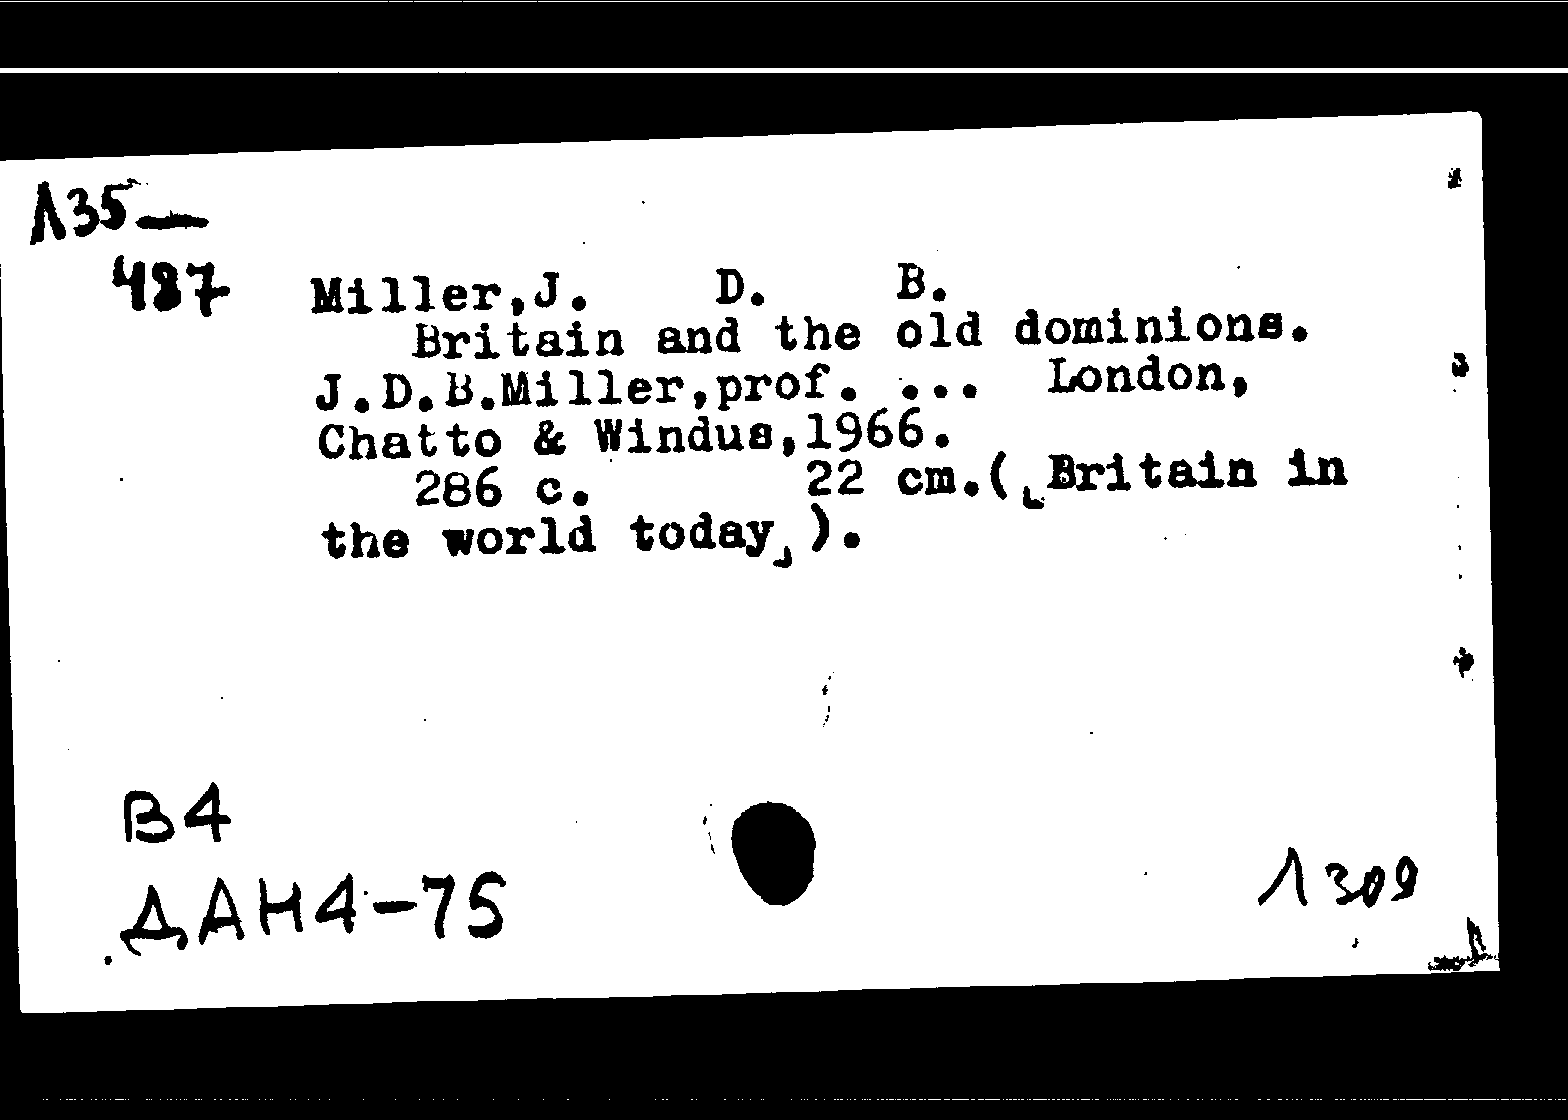 Л35—
487
Miller,J. D. B.
Britain and the old dominions.
J.D.B.Miller,prof. ... London,
Chatto & Windus,1966.
286 c. 22 cm.(„Britain in
the world today„).
В4
ДАН4-75
Л309